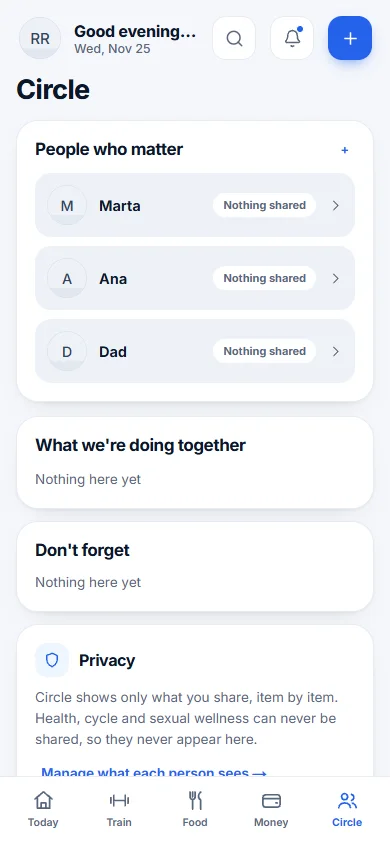 RR
Good evening...
Wed, Nov 25
Circle
People who matter
+
M
Marta
Nothing shared
A
Ana
Nothing shared
D
Dad
Nothing shared
What we're doing together
Nothing here yet
Don't forget
Nothing here yet
Privacy
Circle shows only what you share, item by item.
Health, cycle and sexual wellness can never be
shared, so they never appear here.
Manage what each person sees →
Today
Train
Food
Money
Circle